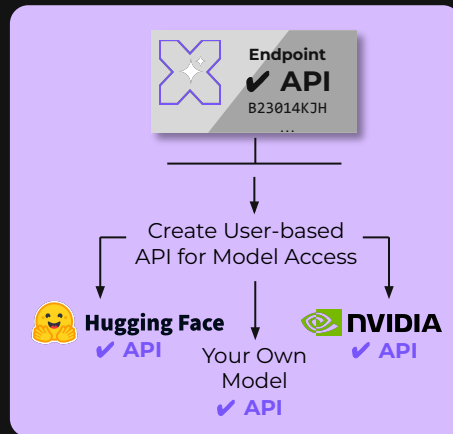 Endpoint
✔ API
B23014KJH
...
Create User-based
API for Model Access
Hugging Face
✔ API
Your Own
Model
✔ API
NVIDIA
✔ API